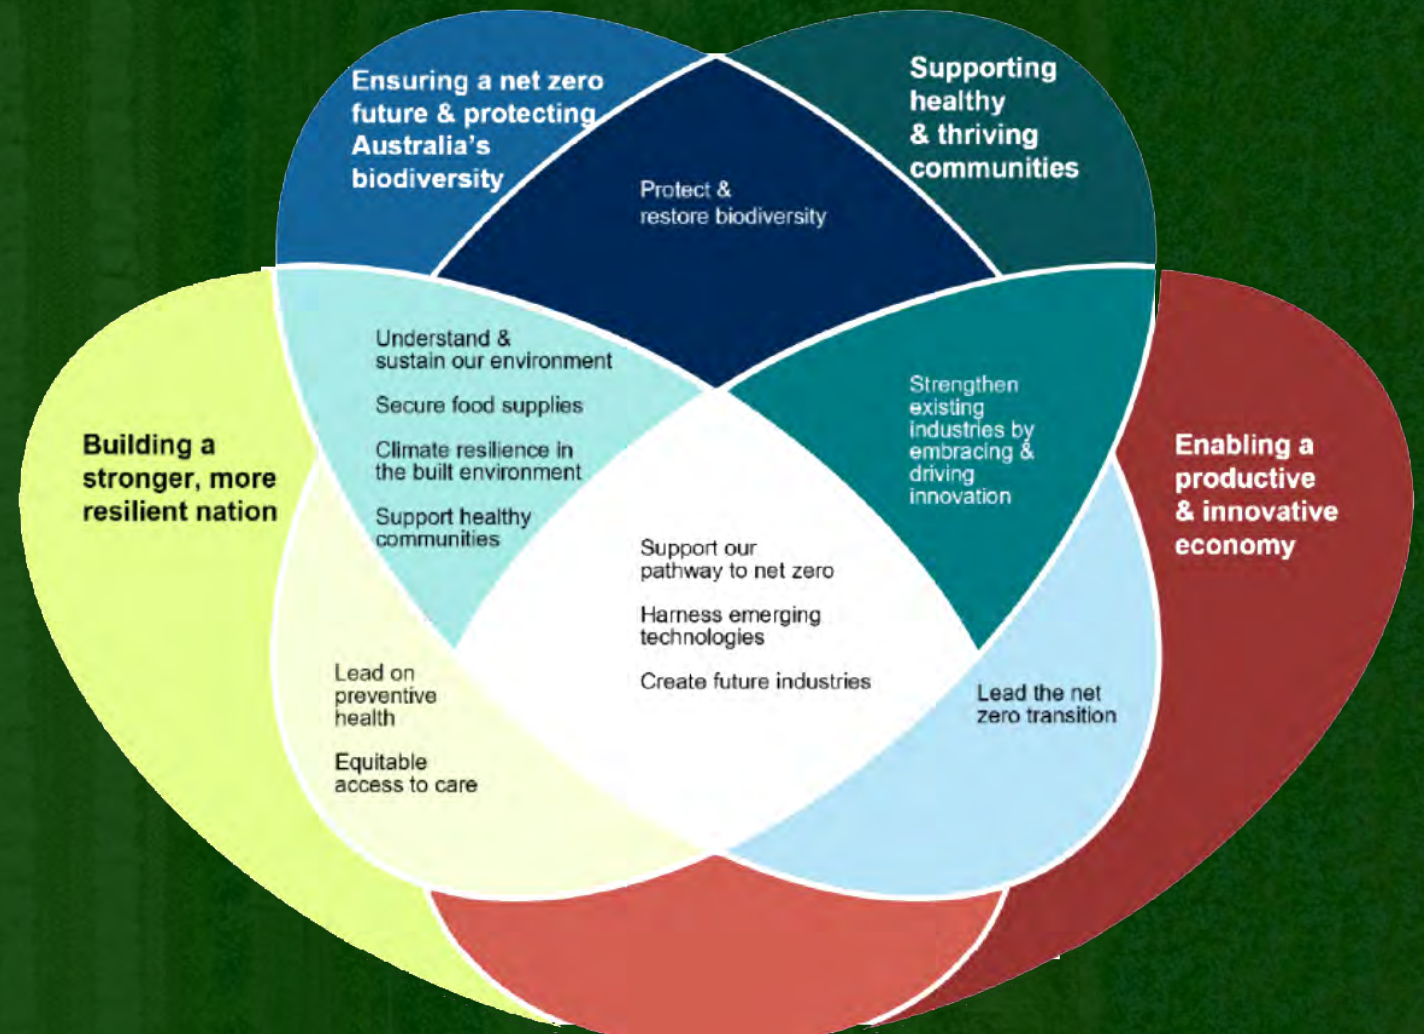 Ensuring a net zero
future & protecting
Australia's
biodiversity
Supporting
healthy
& thriving
communities
Protect &
restore biodiversity
Understand &
sustain our environment
Secure food supplies
Climate resilience in
the built environment
Support healthy
communities
Strengthen
existing
industries by
embracing &
driving
innovation
Building a
stronger, more
resilient nation
Enabling a
productive
& innovative
economy
Support our
pathway to net zero
Harness emerging
technologies
Create future industries
Lead on
preventive
health
Equitable
access to care
Lead the net
zero transition